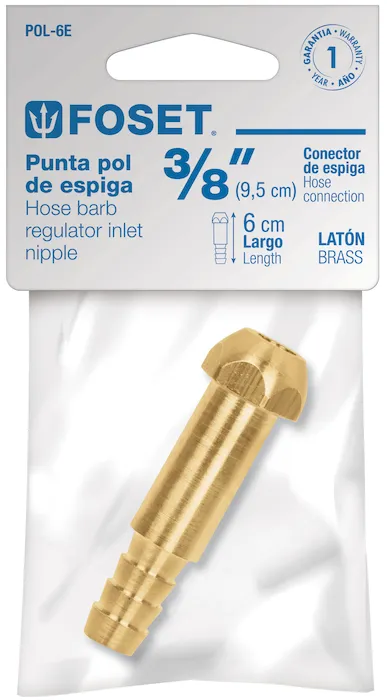 POL-6E
GARANTÍA • WARRANTY
1
YEAR • AÑO
FOSET®
Punta pol
de espiga
Hose barb
regulator inlet
nipple
3/8”
(9,5 cm)
6 cm
Largo
Length
Conector
de espiga
Hose
connection
LATÓN
BRASS